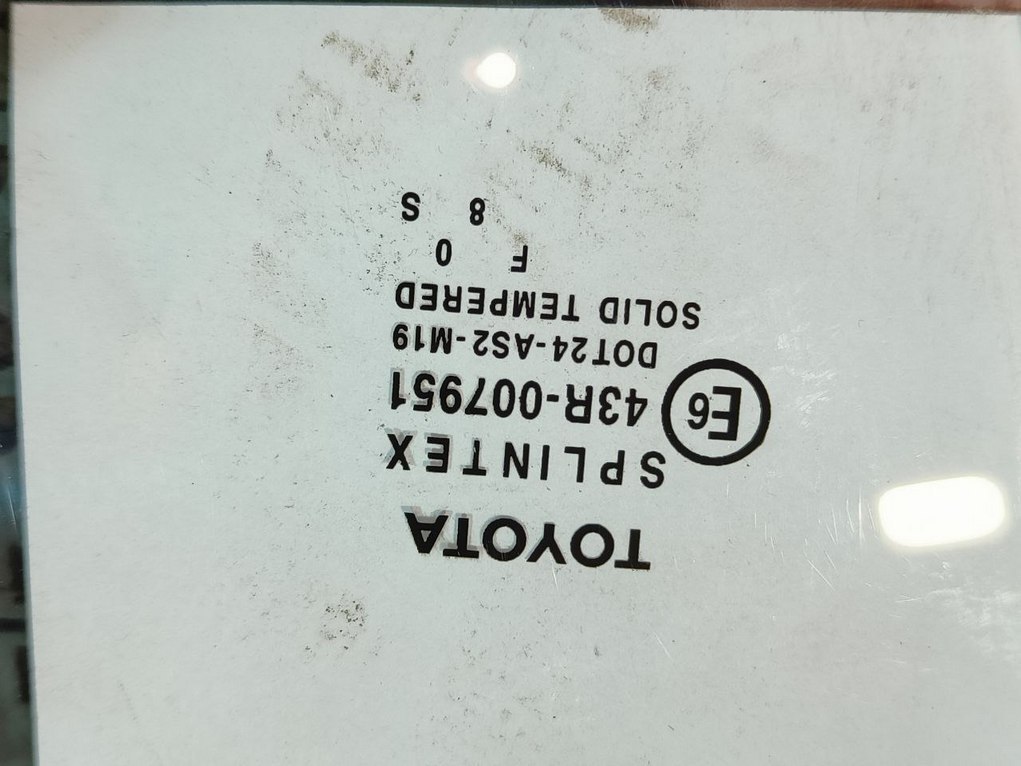 TOYOTA
SPLINTEX
E6 43R-007951
DOT24-AS2-M19
SOLID TEMPERED
F 0
8 S